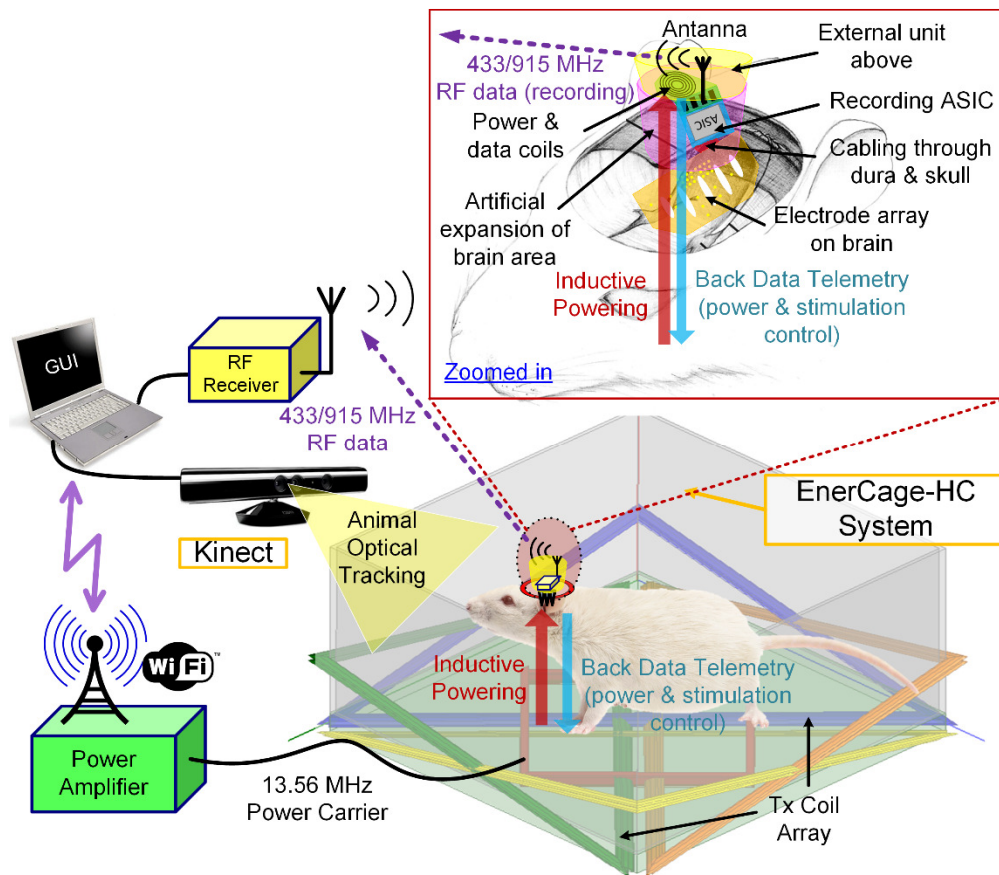 Antanna
433/915 MHz
RF data (recording)
Power &
data coils
Artificial
expansion of
brain area
External unit
above
Recording ASIC
ASIC
Cabling through
dura & skull
Electrode array
on brain
Inductive
Powering
Back Data Telemetry
(power & stimulation
control)
Zoomed in
GUI
RF
Receiver
433/915 MHz
RF data
Kinect
Animal
Optical
Tracking
EnerCage-HC
System
Inductive
Powering
Back Data Telemetry
(power & stimulation
control)
Wi Fi™
Power
Amplifier
13.56 MHz
Power Carrier
Tx Coil
Array